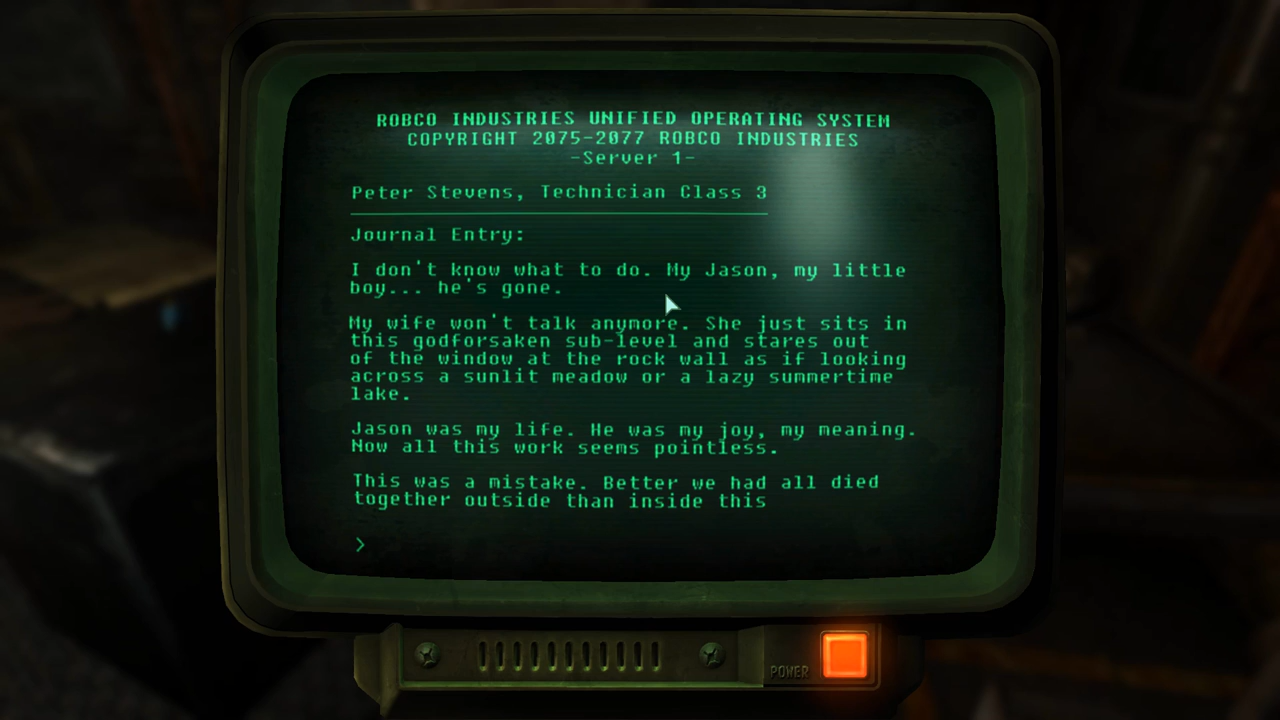 ROBCO INDUSTRIES UNIFIED OPERATING SYSTEM
COPYRIGHT 2075-2077 ROBCO INDUSTRIES
-Server 1-
Peter Stevens, Technician Class 3
Journal Entry:
I don't know what to do. My Jason, my little
boy... he's gone.
My wife won't talk anymore. She just sits in
this godforsaken sub-level and stares out
of the window at the rock wall as if looking
across a sunlit meadow or a lazy summertime
lake.
Jason was my life. He was my joy, my meaning.
Now all this work seems pointless.
This was a mistake. Better we had all died
together outside than inside this
>
POWER